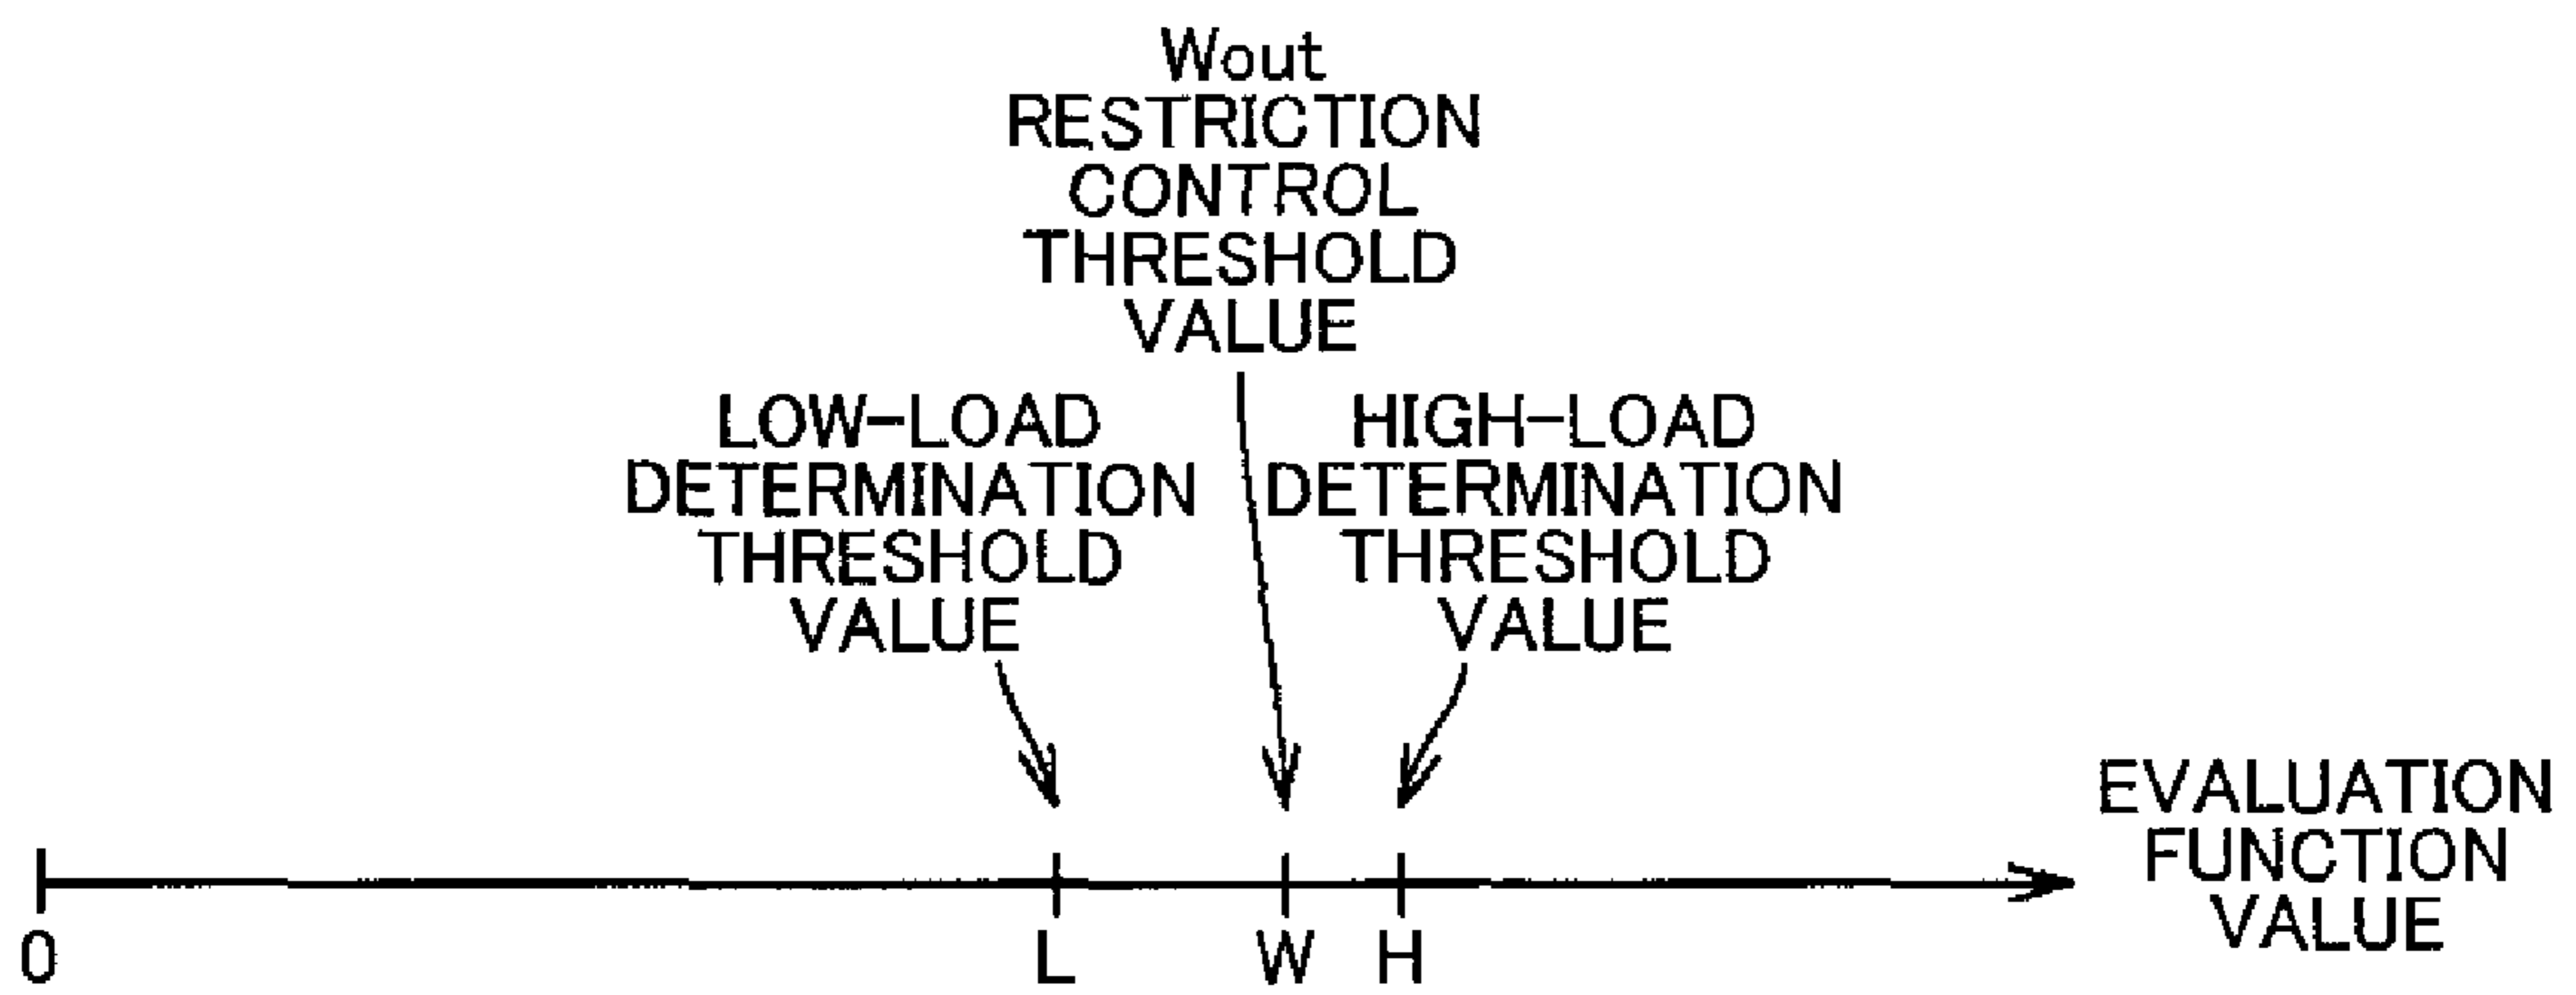 Wout
RESTRICTION
CONTROL
THRESHOLD
VALUE
LOW-LOAD
DETERMINATION
THRESHOLD
VALUE
HIGH-LOAD
DETERMINATION
THRESHOLD
VALUE
EVALUATION
FUNCTION
VALUE
0
L
W
H